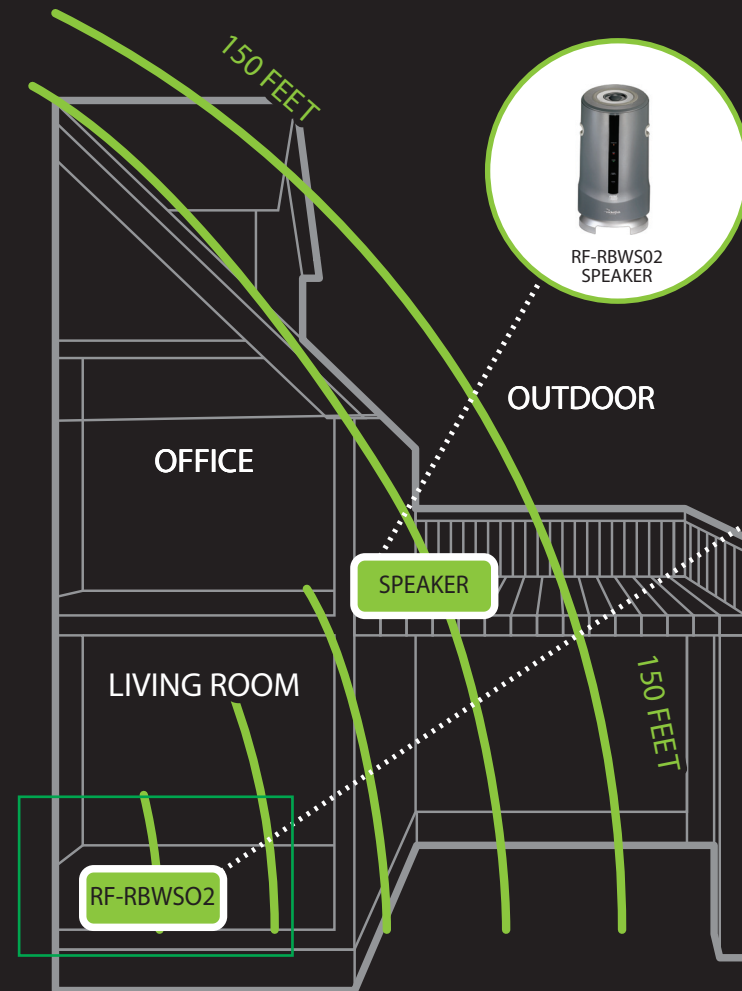 150 FEET
RF-RBWS02
SPEAKER
OUTDOOR
OFFICE
SPEAKER
LIVING ROOM
150 FEET
RF-RBWSO2